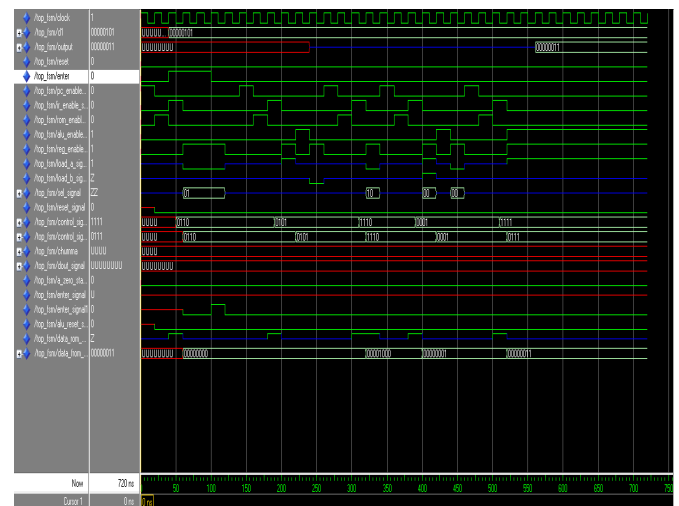 /top_fsm/clock 1
/top_fsm/d1 00000101 UUUUU... 00000101
/top_fsm/output 00000011 UUUUUUUU 00000011
/top_fsm/reset 0
/top_fsm/enter 0
/top_fsm/pc_enable... 0
/top_fsm/ir_enable_s... 0
/top_fsm/rom_enabl... 0
/top_fsm/alu_enable... 1
/top_fsm/reg_enable... 1
/top_fsm/load_a_sig... 1
/top_fsm/load_b_sig... Z
/top_fsm/sel_signal ZZ 01 10 00 00
/top_fsm/reset_signal 0
/top_fsm/control_sig... 1111 UUUU 0110 0101 1110 0001 1111
/top_fsm/control_sig... 0111 UUUU 0110 0101 1110 0001 0111
/top_fsm/chumma UUUU UUUU
/top_fsm/dout_signal UUUUUUUU UUUUUUUU
/top_fsm/a_zero_sta... 0
/top_fsm/enter_signal U
/top_fsm/enter_signal1 0
/top_fsm/alu_reset_s... 0
/top_fsm/data_rom_... Z
/top_fsm/data_from_... 00000011 UUUUUUUU 00000000 00001000 00000001 00000011
Now 720 ns 50 100 150 200 250 300 350 400 450 500 550 600 650 700 750
Cursor 1 0 ns 0 ns